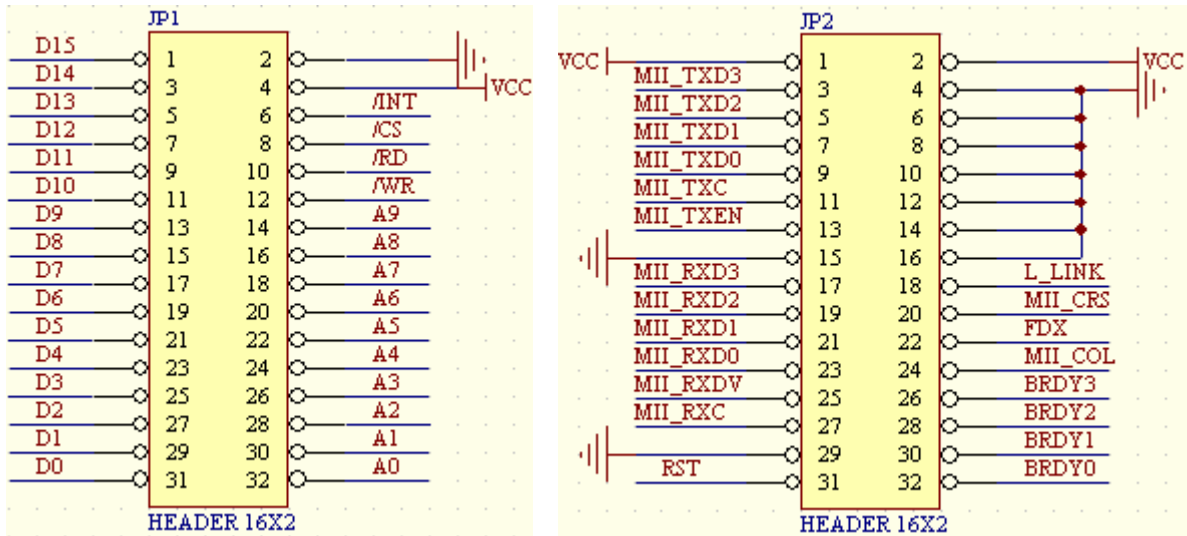 JP1
D15 1 2
D14 3 4 VCC
D13 5 6 /INT
D12 7 8 /CS
D11 9 10 /RD
D10 11 12 /WR
D9 13 14 A9
D8 15 16 A8
D7 17 18 A7
D6 19 20 A6
D5 21 22 A5
D4 23 24 A4
D3 25 26 A3
D2 27 28 A2
D1 29 30 A1
D0 31 32 A0
HEADER 16X2
JP2
VCC 1 2 VCC
MII_TXD3 3 4
MII_TXD2 5 6
MII_TXD1 7 8
MII_TXD0 9 10
MII_TXC 11 12
MII_TXEN 13 14
15 16
MII_RXD3 17 18 L_LINK
MII_RXD2 19 20 MII_CRS
MII_RXD1 21 22 FDX
MII_RXD0 23 24 MII_COL
MII_RXDV 25 26 BRDY3
MII_RXC 27 28 BRDY2
29 30 BRDY1
RST 31 32 BRDY0
HEADER 16X2